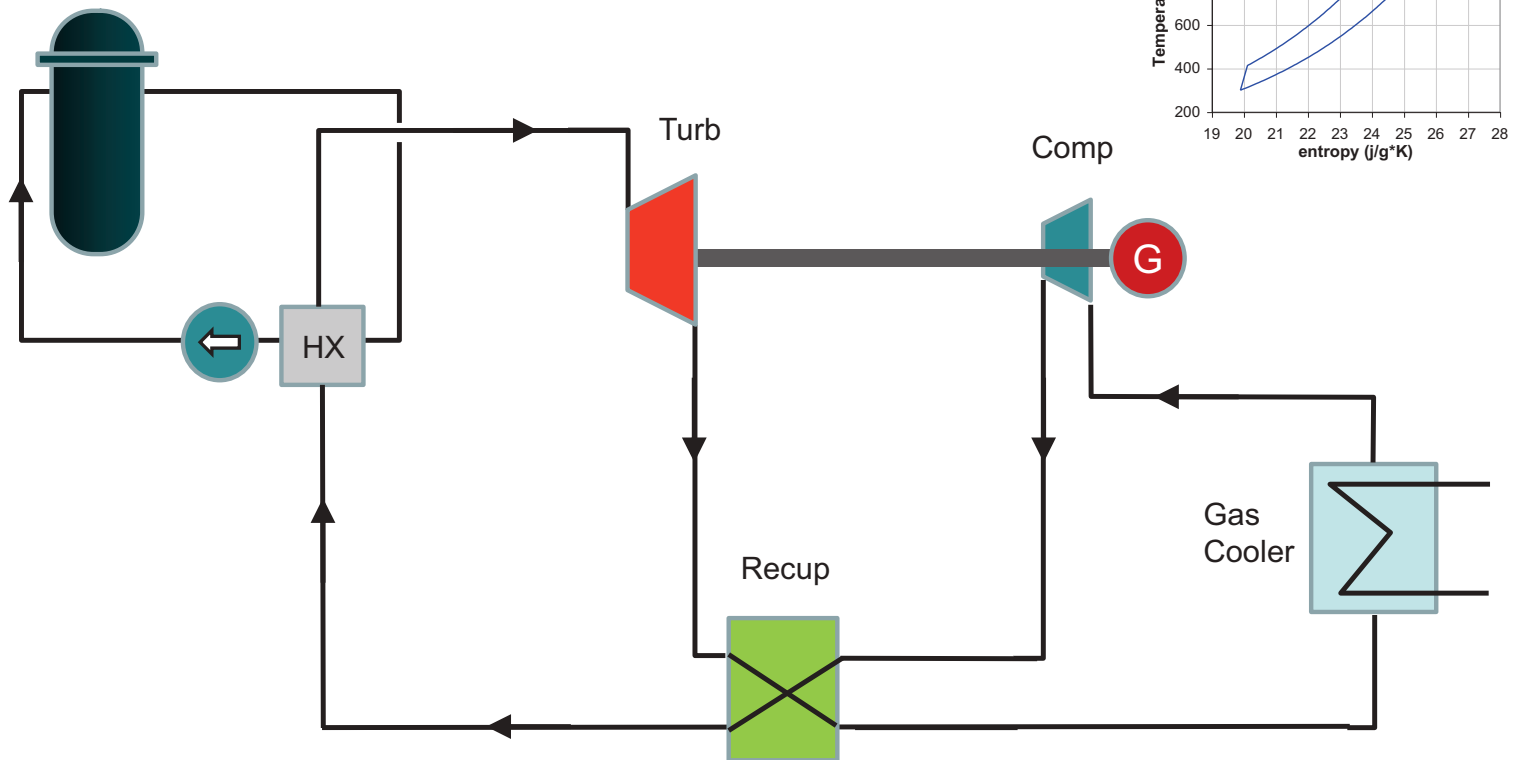 Tempera
600
400
200
19 20 21 22 23 24 25 26 27 28
entropy (j/g*K)
Turb
Comp
G
HX
Gas
Cooler
Recup